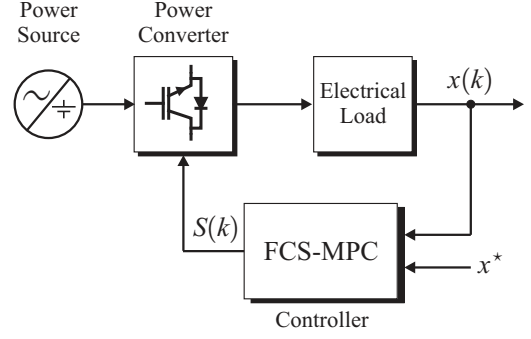 Power
Source
Power
Converter
Electrical
Load
x(k)
S(k)
FCS-MPC
x*
Controller